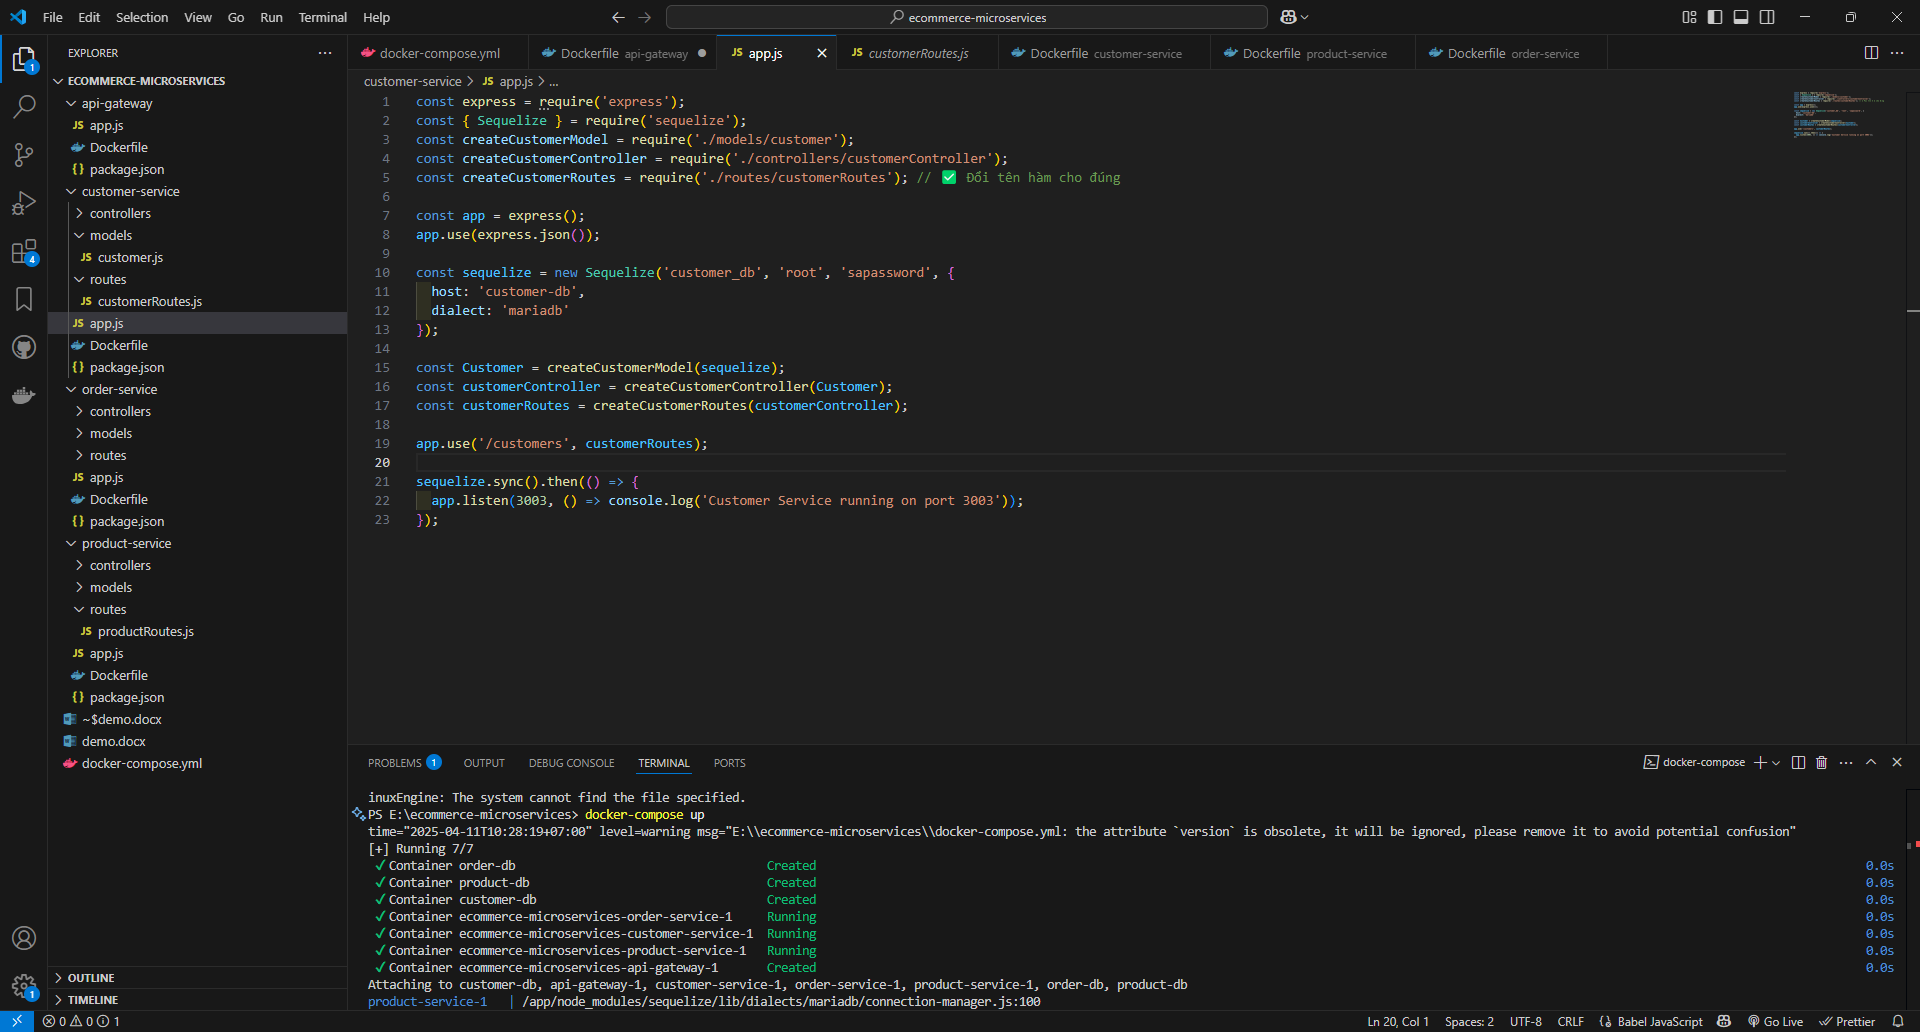 File Edit Selection View Go Run Terminal Help
ecommerce-microservices
EXPLORER
ECOMMERCE-MICROSERVICES
api-gateway
JS app.js
Dockerfile
{} package.json
customer-service
controllers
models
JS customer.js
routes
JS customerRoutes.js
JS app.js
Dockerfile
{} package.json
order-service
controllers
models
routes
JS app.js
Dockerfile
{} package.json
product-service
controllers
models
routes
JS productRoutes.js
JS app.js
Dockerfile
{} package.json
~$demo.docx
demo.docx
docker-compose.yml
OUTLINE
TIMELINE
1
4
1
docker-compose.yml
Dockerfile api-gateway
JS app.js
JS customerRoutes.js
Dockerfile customer-service
Dockerfile product-service
Dockerfile order-service
customer-service > JS app.js > ...
1 const express = require('express');
2 const { Sequelize } = require('sequelize');
3 const createCustomerModel = require('./models/customer');
4 const createCustomerController = require('./controllers/customerController');
5 const createCustomerRoutes = require('./routes/customerRoutes'); // ✅ Đổi tên hàm cho đúng
6
7 const app = express();
8 app.use(express.json());
9
10 const sequelize = new Sequelize('customer_db', 'root', 'sapassword', {
11 host: 'customer-db',
12 dialect: 'mariadb'
13 });
14
15 const Customer = createCustomerModel(sequelize);
16 const customerController = createCustomerController(Customer);
17 const customerRoutes = createCustomerRoutes(customerController);
18
19 app.use('/customers', customerRoutes);
20
21 sequelize.sync().then(() => {
22 app.listen(3003, () => console.log('Customer Service running on port 3003'));
23 });
PROBLEMS 1 OUTPUT DEBUG CONSOLE TERMINAL PORTS
docker-compose
inuxEngine: The system cannot find the file specified.
PS E:\ecommerce-microservices> docker-compose up
time="2025-04-11T10:28:19+07:00" level=warning msg="E:\\ecommerce-microservices\\docker-compose.yml: the attribute `version` is obsolete, it will be ignored, please remove it to avoid potential confusion"
[+] Running 7/7
✓Container order-db Created 0.0s
✓Container product-db Created 0.0s
✓Container customer-db Created 0.0s
✓Container ecommerce-microservices-order-service-1 Running 0.0s
✓Container ecommerce-microservices-customer-service-1 Running 0.0s
✓Container ecommerce-microservices-product-service-1 Running 0.0s
✓Container ecommerce-microservices-api-gateway-1 Created 0.0s
Attaching to customer-db, api-gateway-1, customer-service-1, order-service-1, product-service-1, order-db, product-db
product-service-1 | /app/node_modules/sequelize/lib/dialects/mariadb/connection-manager.js:100
0 0 1
Ln 20, Col 1 Spaces: 2 UTF-8 CRLF {} Babel JavaScript Go Live Prettier